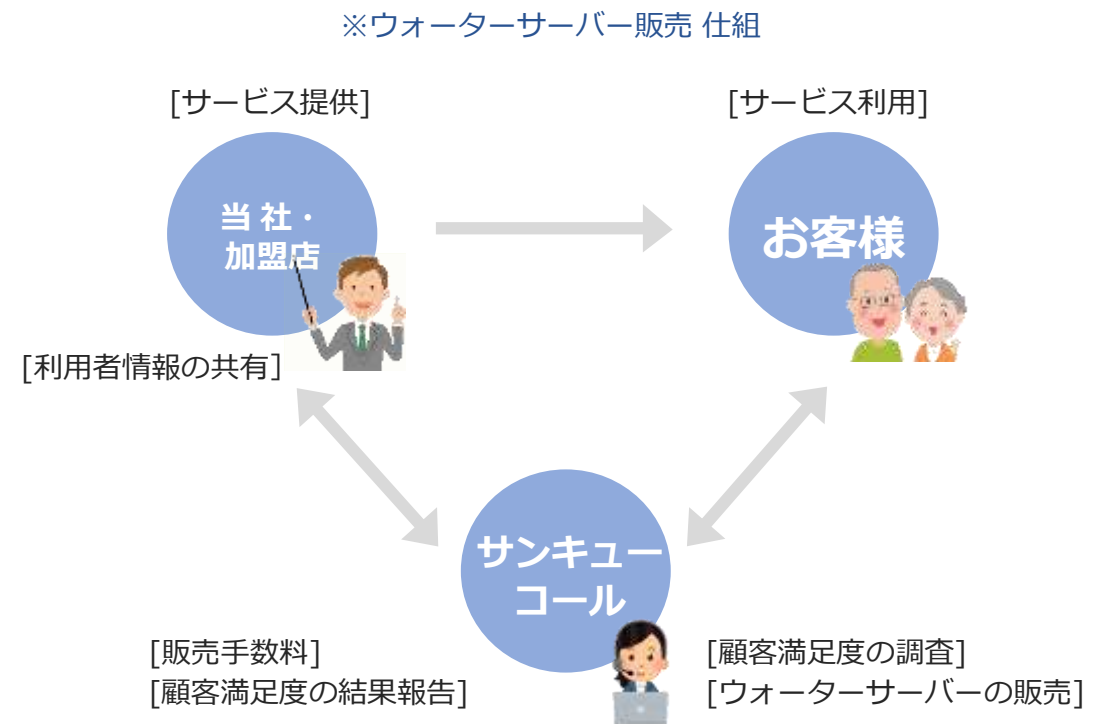 ※ウォーターサーバー販売 仕組
[サービス提供]
[サービス利用]
当 社・
加盟店
お客様
[利用者情報の共有］
サンキュー
コール
[販売手数料]
[顧客満足度の結果報告]
[顧客満足度の調査]
[ウォーターサーバーの販売]